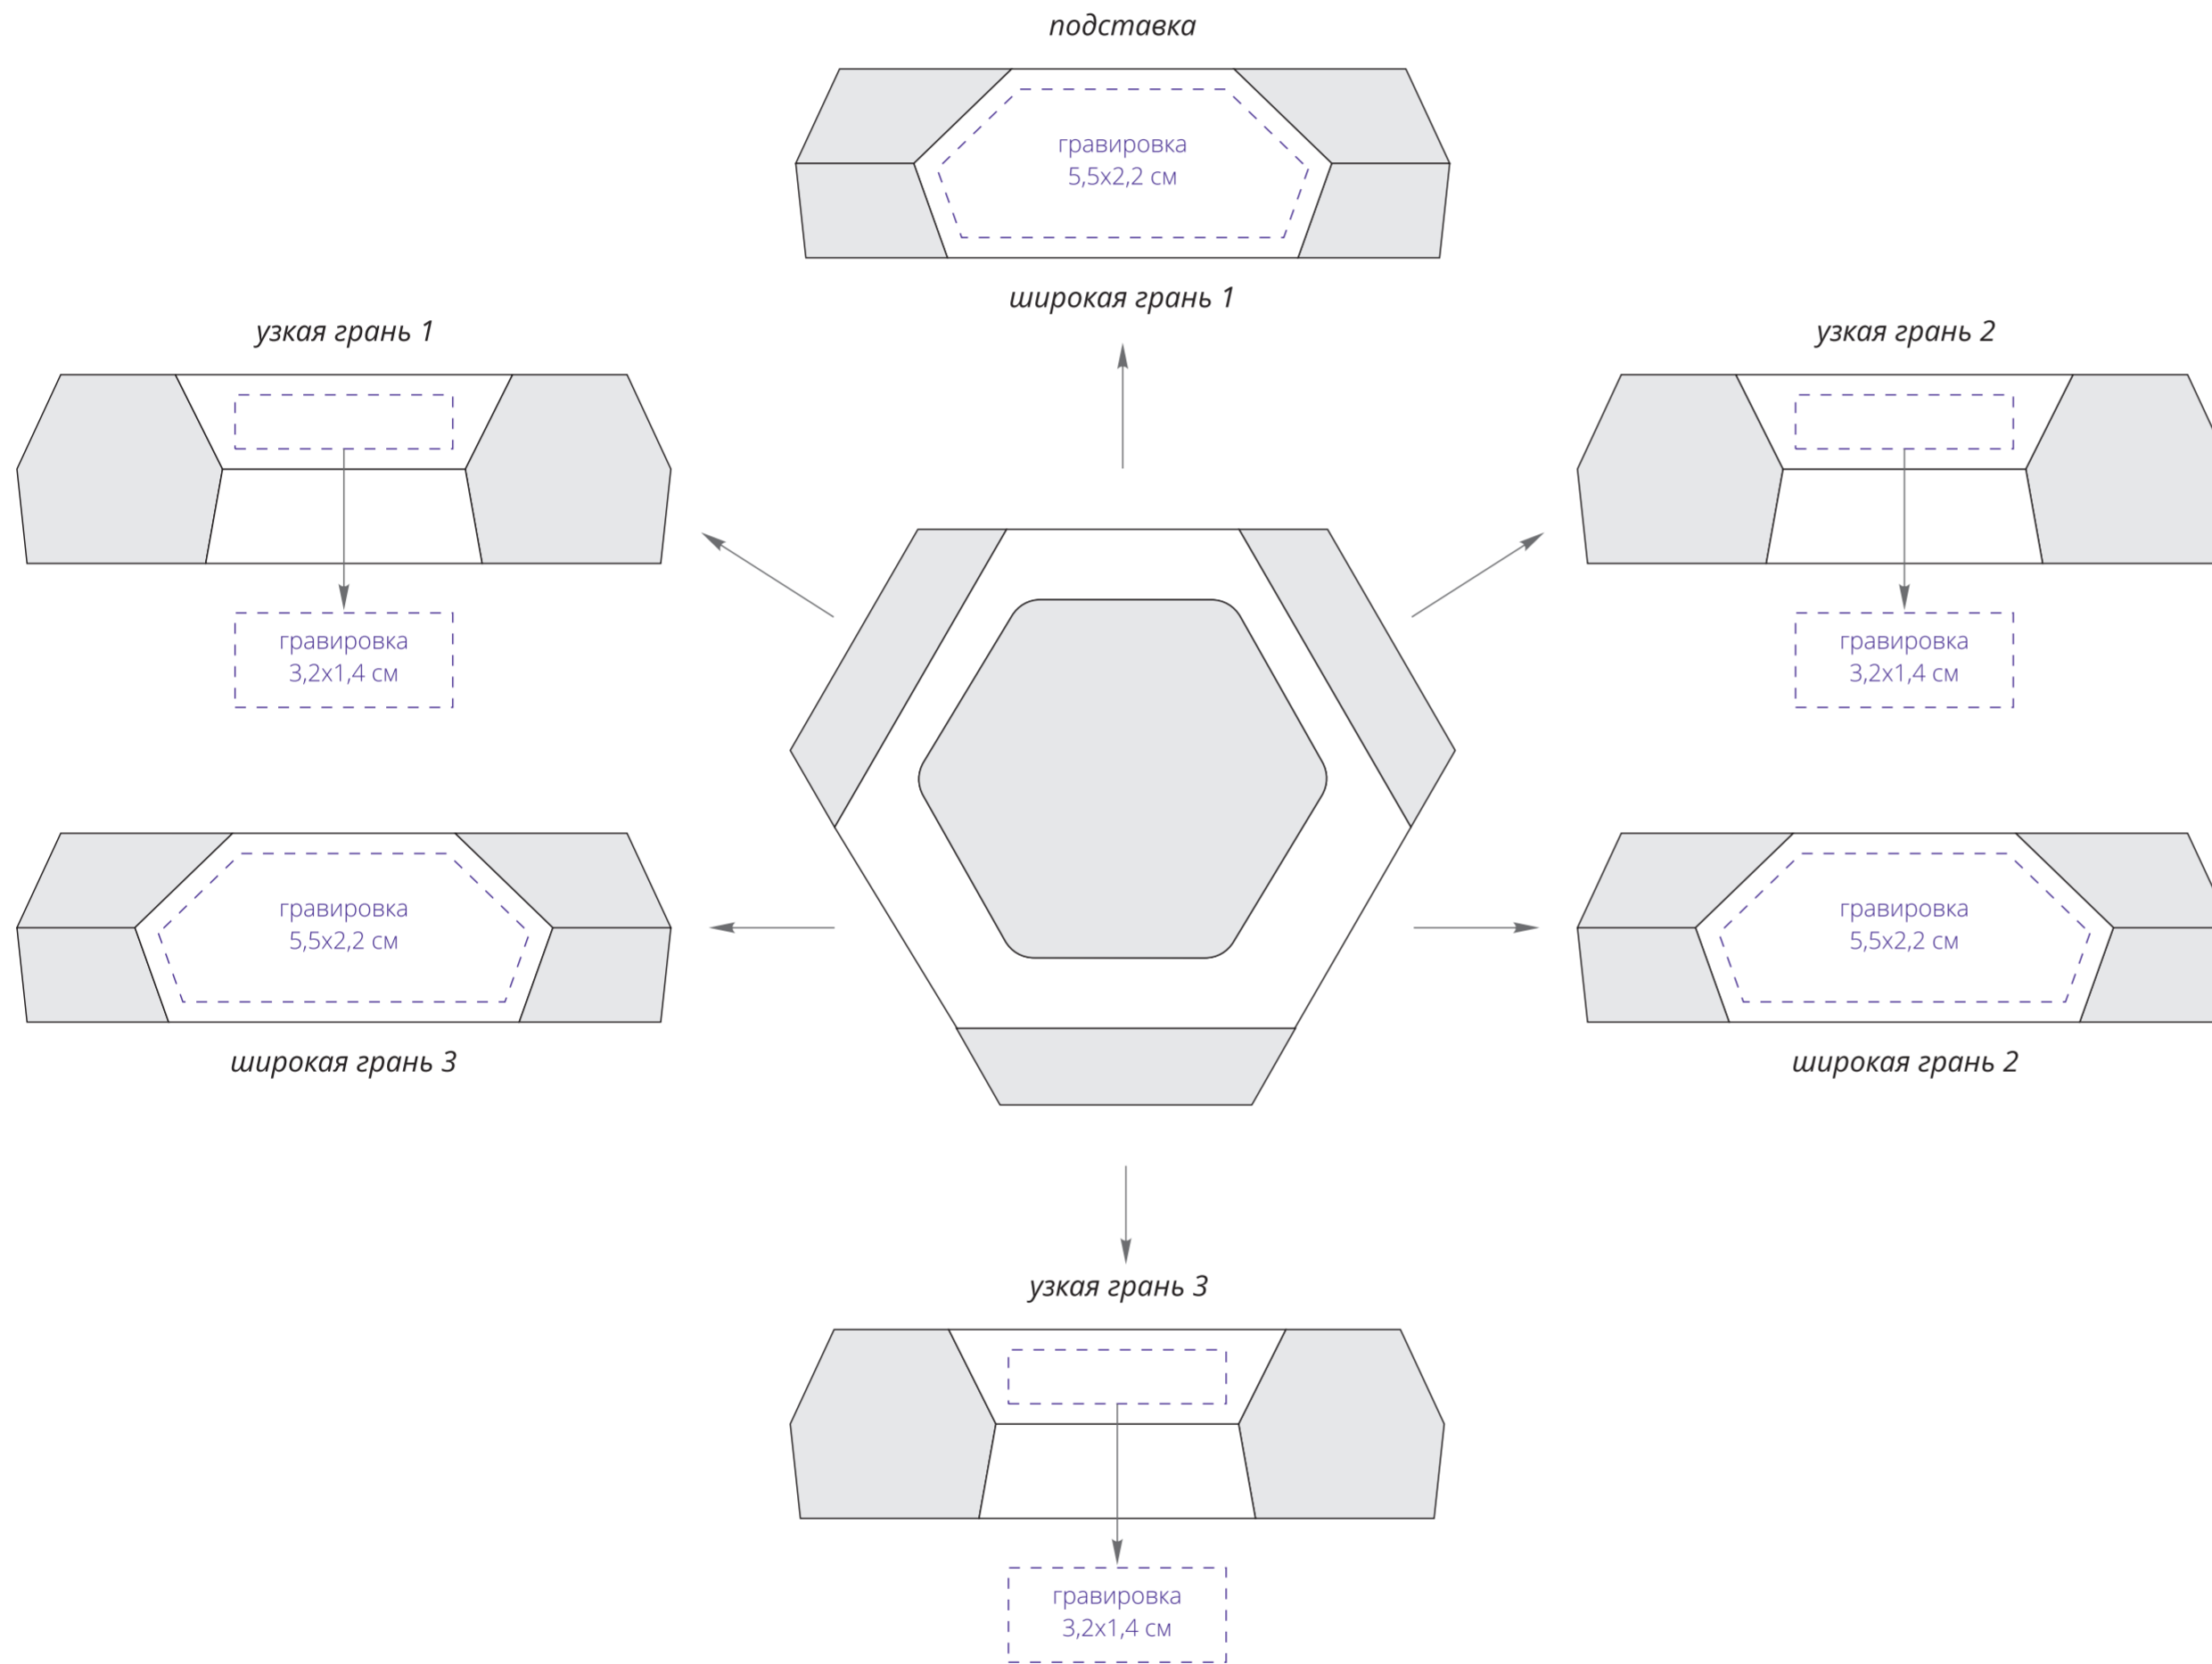 подставка
гравировка
5,5х2,2 см
широкая грань 1
узкая грань 1
узкая грань 2
гравировка
3,2х1,4 см
гравировка
3,2х1,4 см
гравировка
5,5х2,2 см
гравировка
5,5х2,2 см
широкая грань 3
широкая грань 2
узкая грань 3
гравировка
3,2х1,4 см